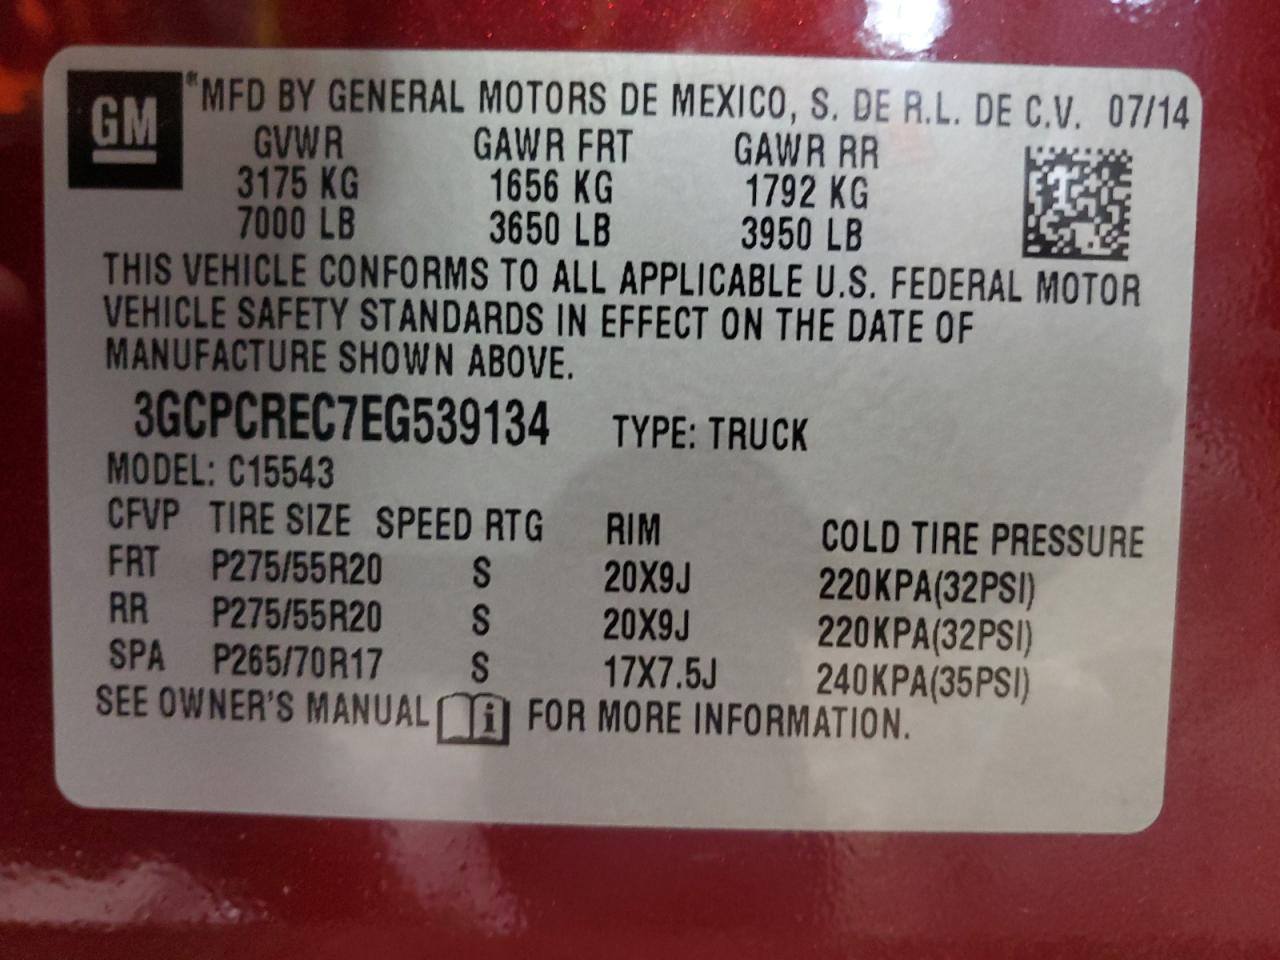 GM
® MFD BY GENERAL MOTORS DE MEXICO, S. DE R.L. DE C.V. 07/14
GVWR GAWR FRT GAWR RR
3175 KG 1656 KG 1792 KG
7000 LB 3650 LB 3950 LB
THIS VEHICLE CONFORMS TO ALL APPLICABLE U.S. FEDERAL MOTOR
VEHICLE SAFETY STANDARDS IN EFFECT ON THE DATE OF
MANUFACTURE SHOWN ABOVE.
3GCPCREC7EG539134 TYPE: TRUCK
MODEL: C15543
CFVP TIRE SIZE SPEED RTG RIM COLD TIRE PRESSURE
FRT P275/55R20 S 20X9J 220KPA(32PSI)
RR P275/55R20 S 20X9J 220KPA(32PSI)
SPA P265/70R17 S 17X7.5J 240KPA(35PSI)
SEE OWNER'S MANUAL i FOR MORE INFORMATION.